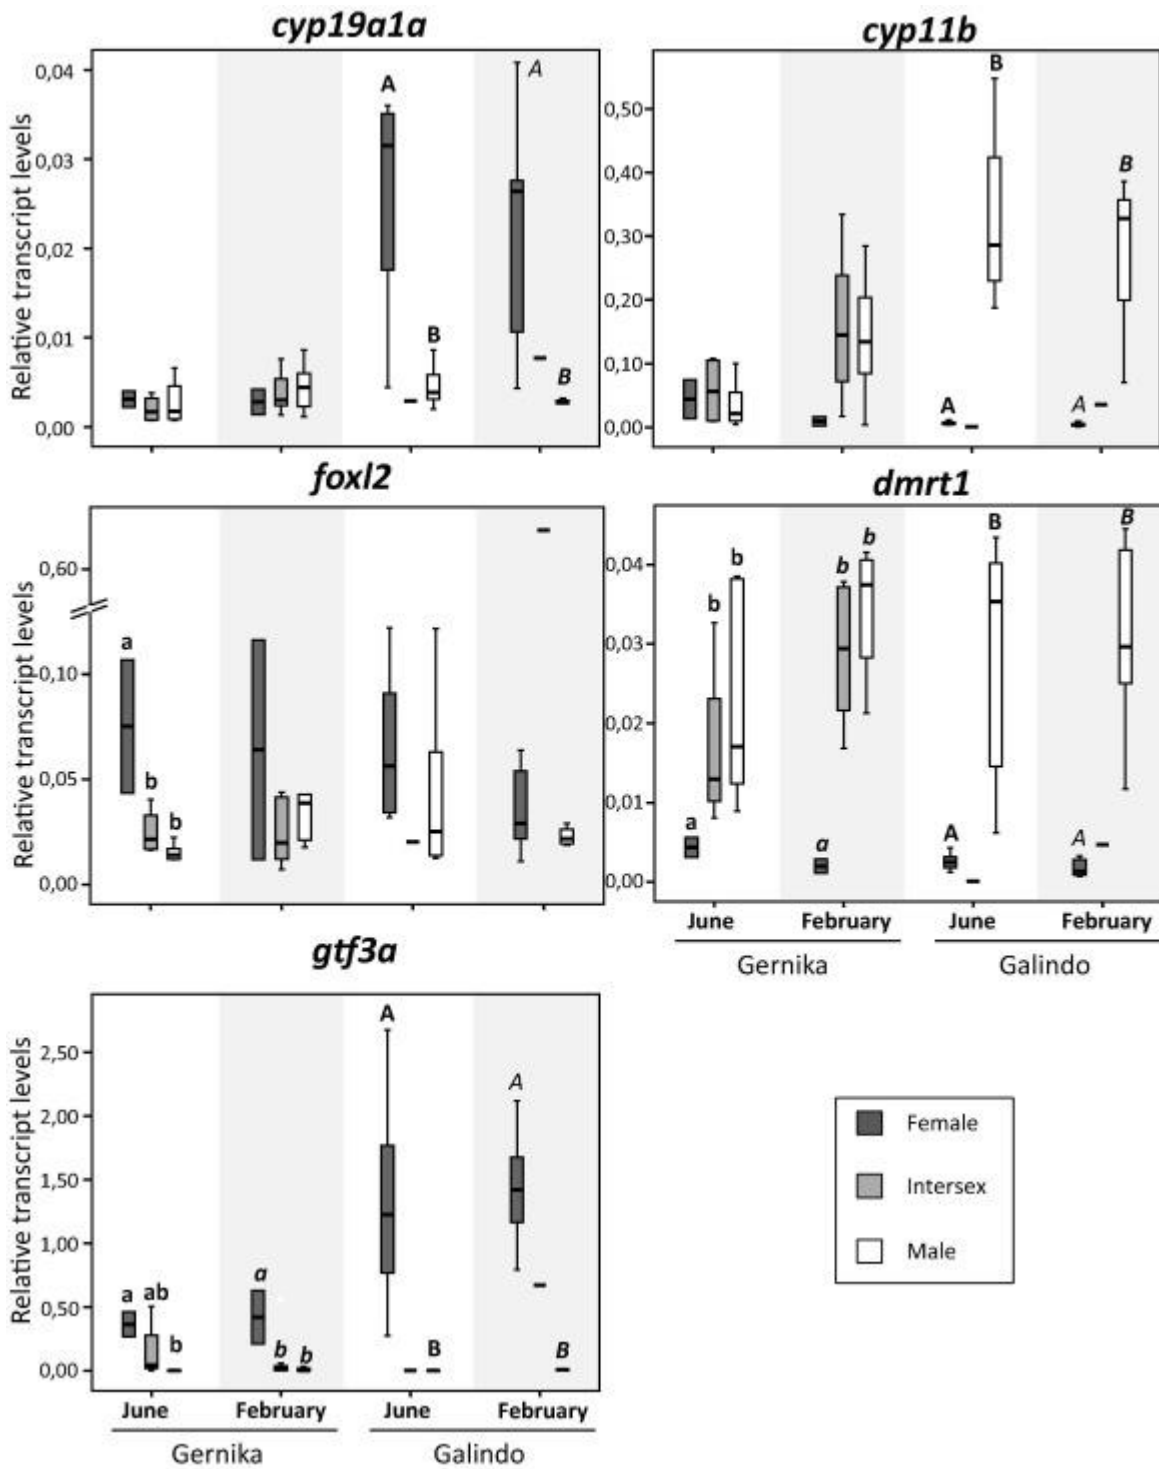 cyp19a1a
cyp11b
Relative transcript levels
0,04
0,03
0,02
0,01
0,00
A
B
A
B
0,50
0,40
0,30
0,20
0,10
0,00
A
B
A
B
foxl2
dmrt1
Relative transcript levels
0,60
0,10
0,05
0,00
a
b
b
0,04
0,03
0,02
0,01
0,00
a
b
b
a
b
b
A
B
A
B
June February June February
Gernika Galindo
gtf3a
Relative transcript levels
2,50
2,00
1,50
1,00
0,50
0,00
a
ab
b
a
b
b
A
B
A
B
June February June February
Gernika Galindo
Female
Intersex
Male